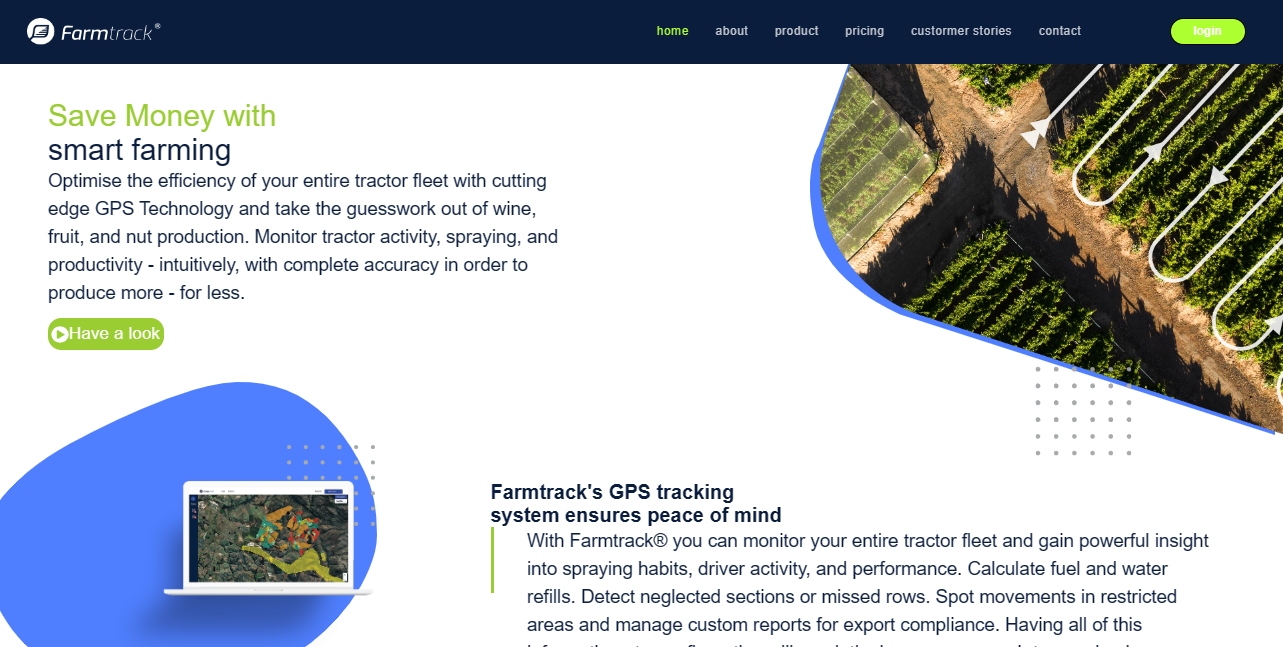 Farmtrack®
home about product pricing custormer stories contact login
Save Money with
smart farming
Optimise the efficiency of your entire tractor fleet with cutting
edge GPS Technology and take the guesswork out of wine,
fruit, and nut production. Monitor tractor activity, spraying, and
productivity - intuitively, with complete accuracy in order to
produce more - for less.
Have a look
Farmtrack's GPS tracking
system ensures peace of mind
With Farmtrack® you can monitor your entire tractor fleet and gain powerful insight
into spraying habits, driver activity, and performance. Calculate fuel and water
refills. Detect neglected sections or missed rows. Spot movements in restricted
areas and manage custom reports for export compliance. Having all of this